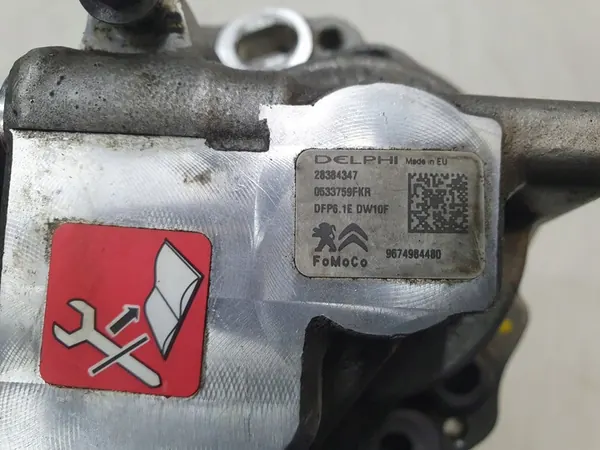 DELPHI Made in EU
28384347
0533759FKR
DFP6.1E DW10F
FoMoCo 9674984480